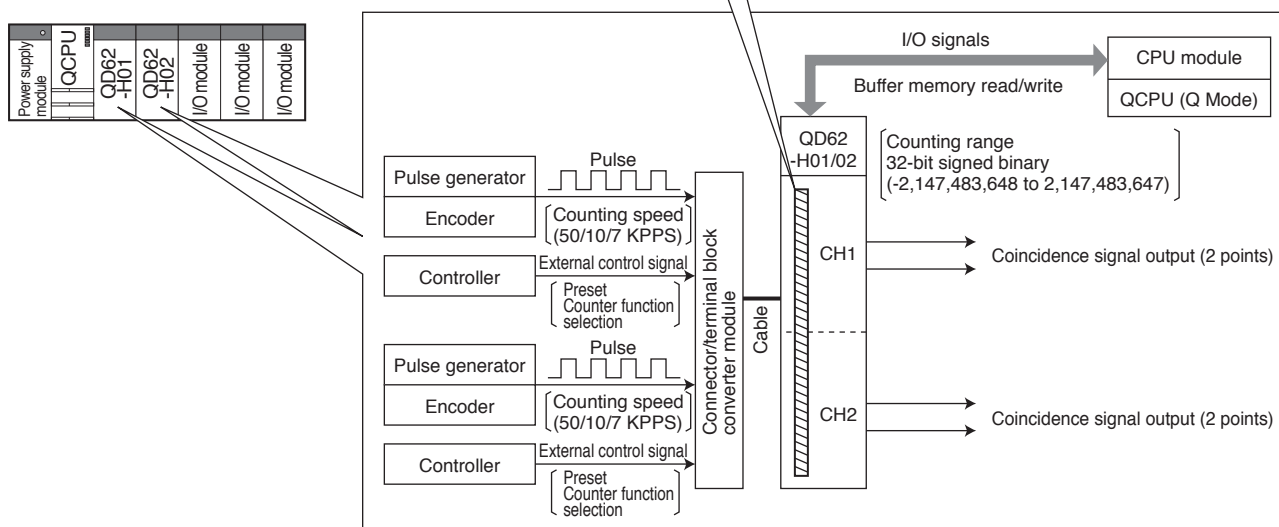 Power supply
module
QCPU
QD62
-H01
QD62
-H02
I/O module
I/O module
I/O module
I/O signals
Buffer memory read/write
CPU module
QCPU (Q Mode)
QD62
-H01/02
Counting range
32-bit signed binary
(-2,147,483,648 to 2,147,483,647)
Pulse generator
Encoder
Pulse
Counting speed
(50/10/7 KPPS)
Controller
External control signal
Preset
Counter function
selection
Pulse generator
Encoder
Pulse
Counting speed
(50/10/7 KPPS)
Controller
External control signal
Preset
Counter function
selection
Connector/terminal block
converter module
Cable
CH1
Coincidence signal output (2 points)
CH2
Coincidence signal output (2 points)